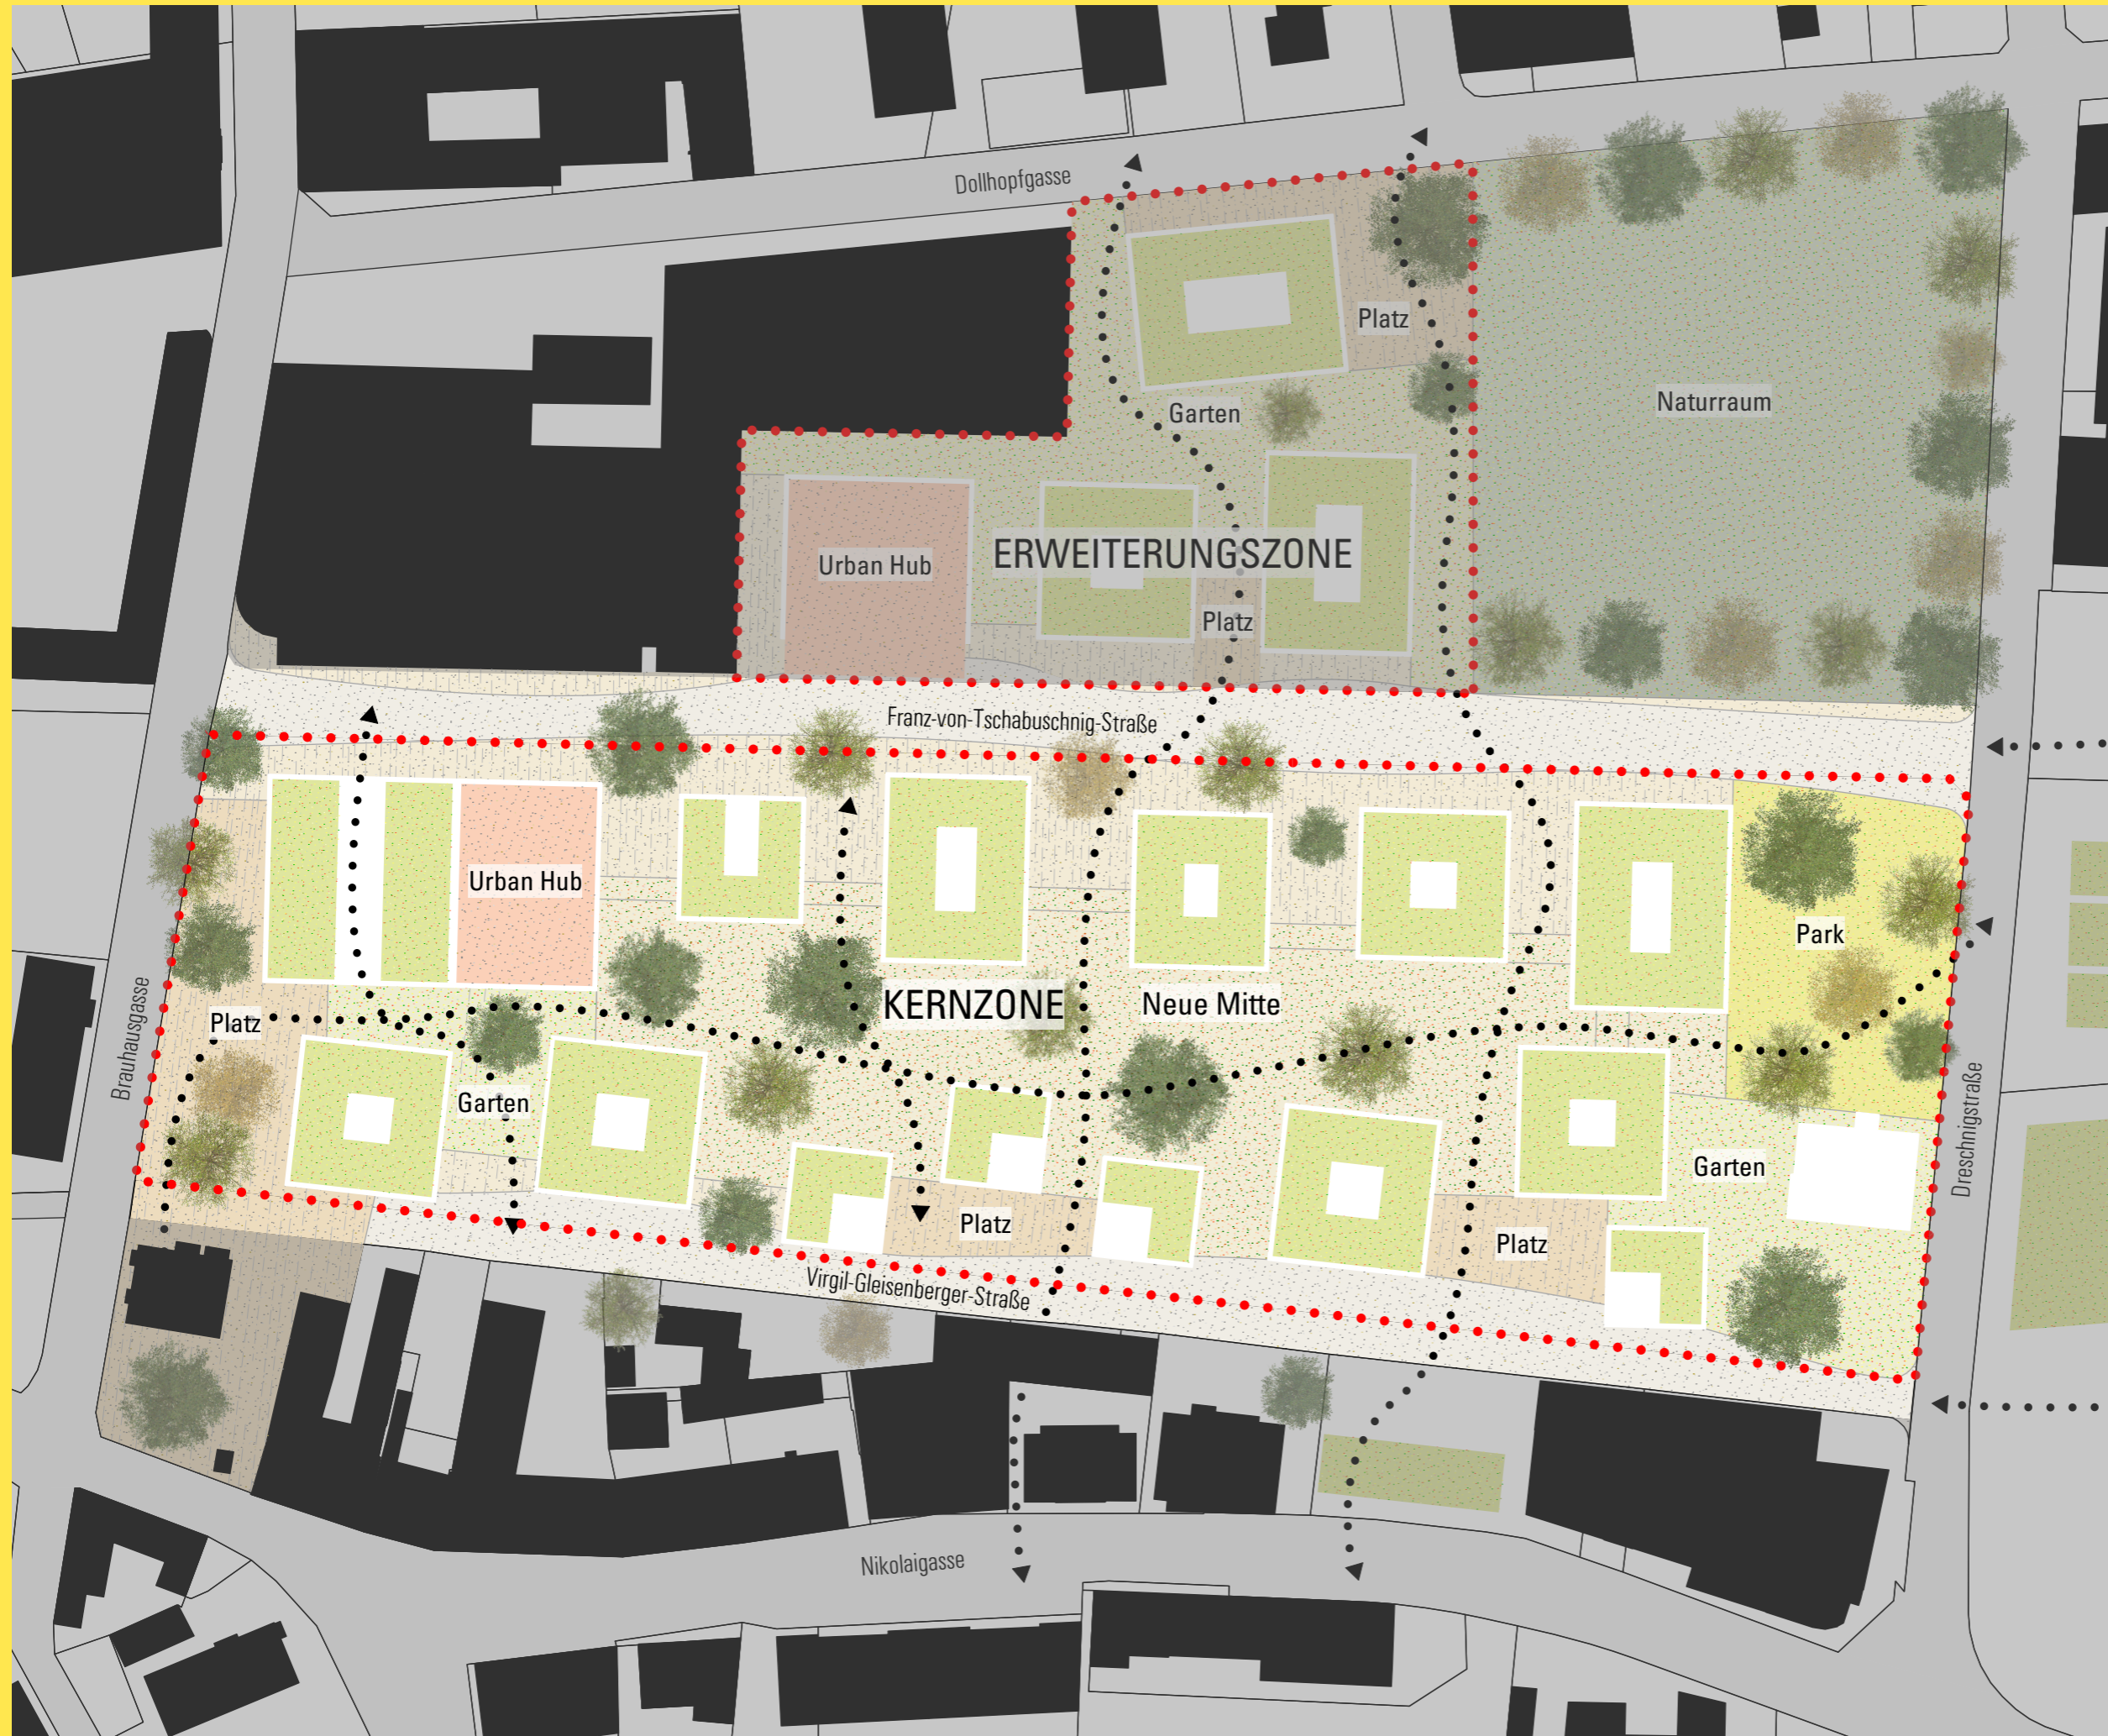 Dollhopfgasse
Platz
Naturraum
Garten
ERWEITERUNGSZONE
Urban Hub
Platz
Franz-von-Tschabuschnig-Straße
Urban Hub
Park
KERNZONE
Neue Mitte
Platz
Brauhausgasse
Garten
Dreschnigstraße
Garten
Platz
Platz
Virgil-Gleisenberger-Straße
Nikolaigasse